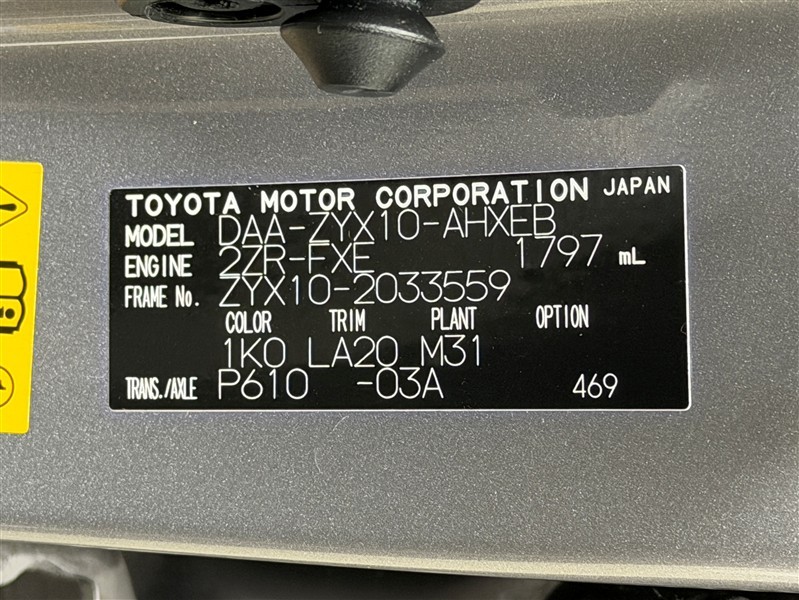 TOYOTA MOTOR CORPORATION JAPAN
MODEL DAA-ZYX10-AHXEB
ENGINE 2ZR-FXE 1797 mL
FRAME No. ZYX10-2033559
COLOR TRIM PLANT OPTION
1K0 LA20 M31
TRANS./AXLE P610 -03A 469